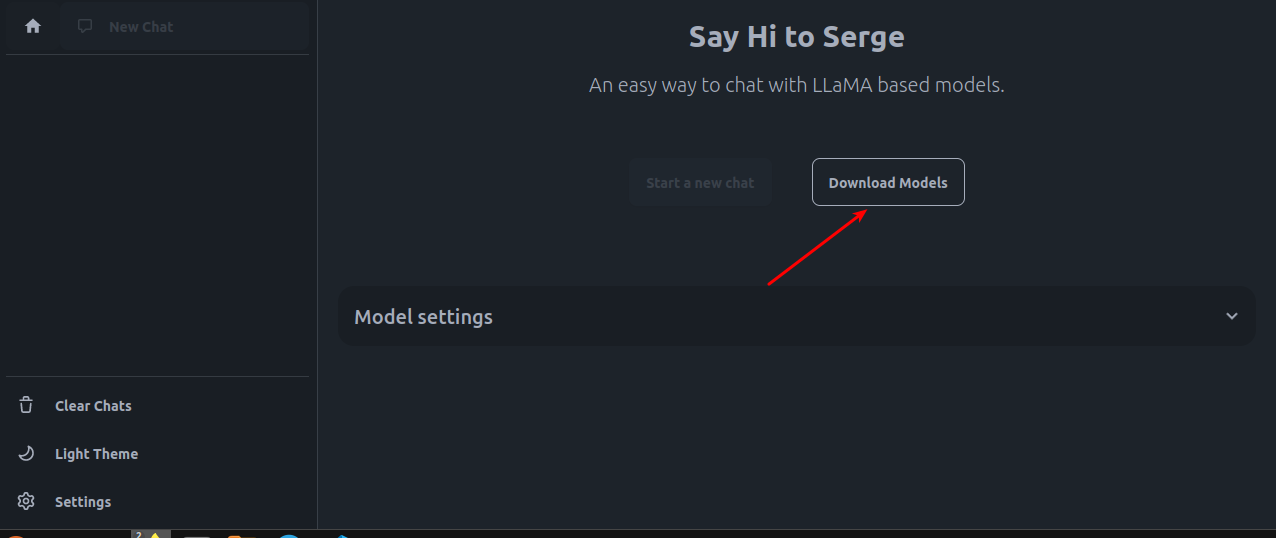 New Chat
Say Hi to Serge
An easy way to chat with LLaMA based models.
Start a new chat
Download Models
Model settings
Clear Chats
Light Theme
Settings
2